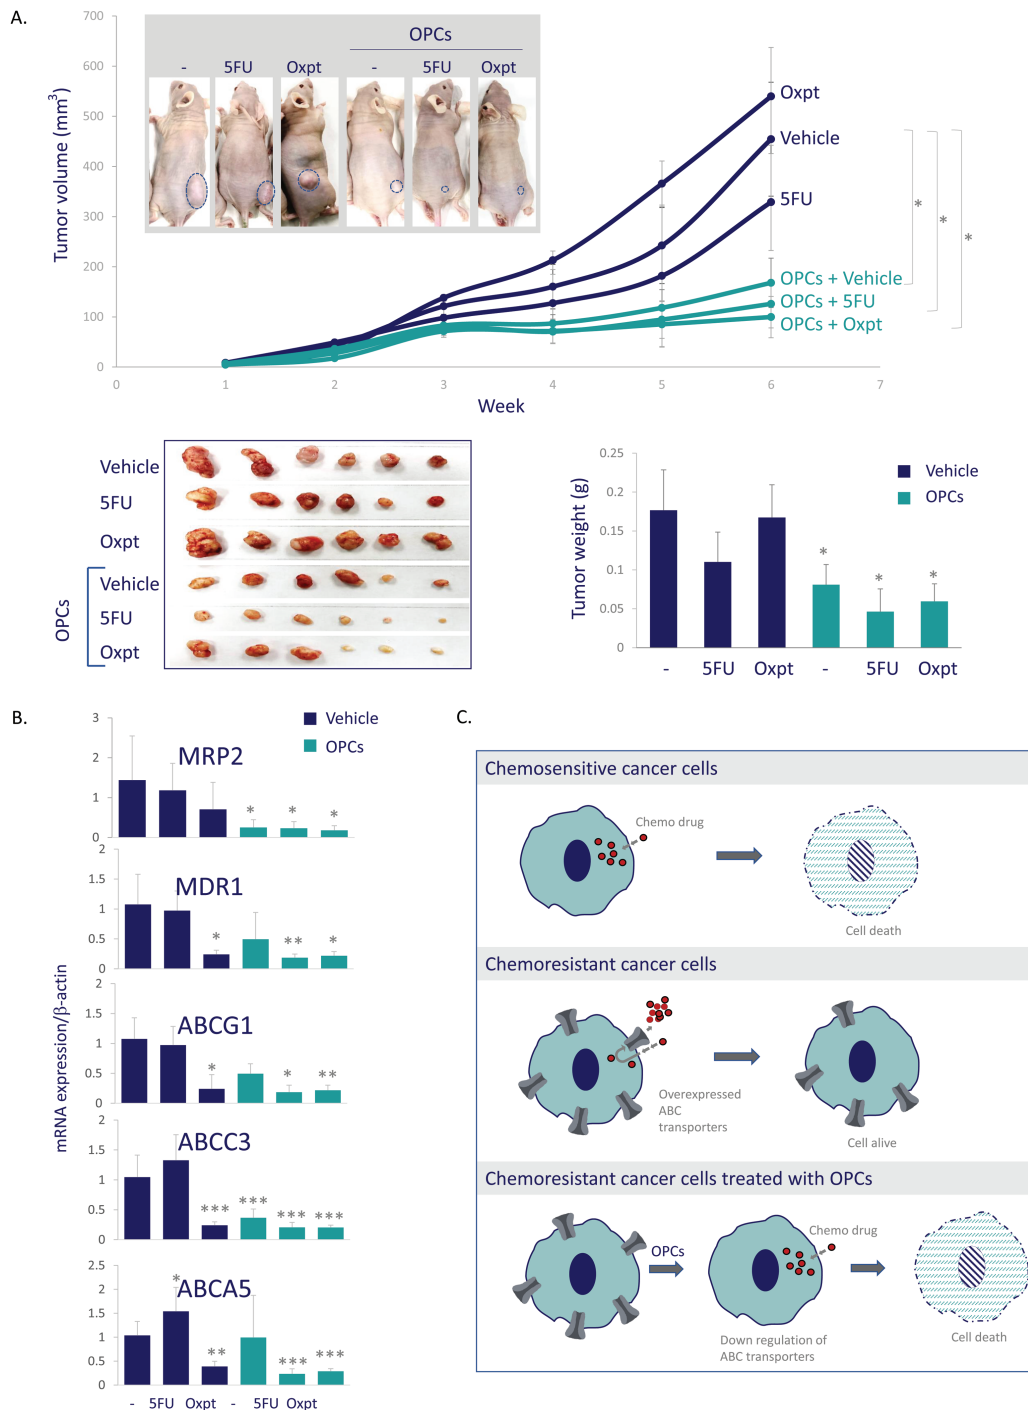 A.
700
600
500
400
300
200
100
0
Tumor volume (mm³)
0 1 2 3 4 5 6 7
Week
OPCs
- 5FU Oxpt - 5FU Oxpt
Oxpt
Vehicle
5FU
OPCs + Vehicle
OPCs + 5FU
OPCs + Oxpt
*
*
*
Vehicle
5FU
Oxpt
OPCs
Vehicle
5FU
Oxpt
Tumor weight (g)
0.25
0.2
0.15
0.1
0.05
0
Vehicle
OPCs
* * *
- 5FU Oxpt - 5FU Oxpt
B.
mRNA expression/β-actin
Vehicle
OPCs
3
2
1
0
MRP2
* * *
1.5
1
0.5
0
MDR1
* ** *
1.5
1
0.5
0
ABCG1
* * **
2
1.5
1
0.5
0
ABCC3
*** *** *** ***
2.5
2
1.5
1
0.5
0
ABCA5
* ** *** ***
- 5FU Oxpt - 5FU Oxpt
C.
Chemosensitive cancer cells
Chemo drug
Cell death
Chemoresistant cancer cells
Overexpressed
ABC
transporters
Cell alive
Chemoresistant cancer cells treated with OPCs
OPCs
Chemo drug
Down regulation of
ABC transporters
Cell death